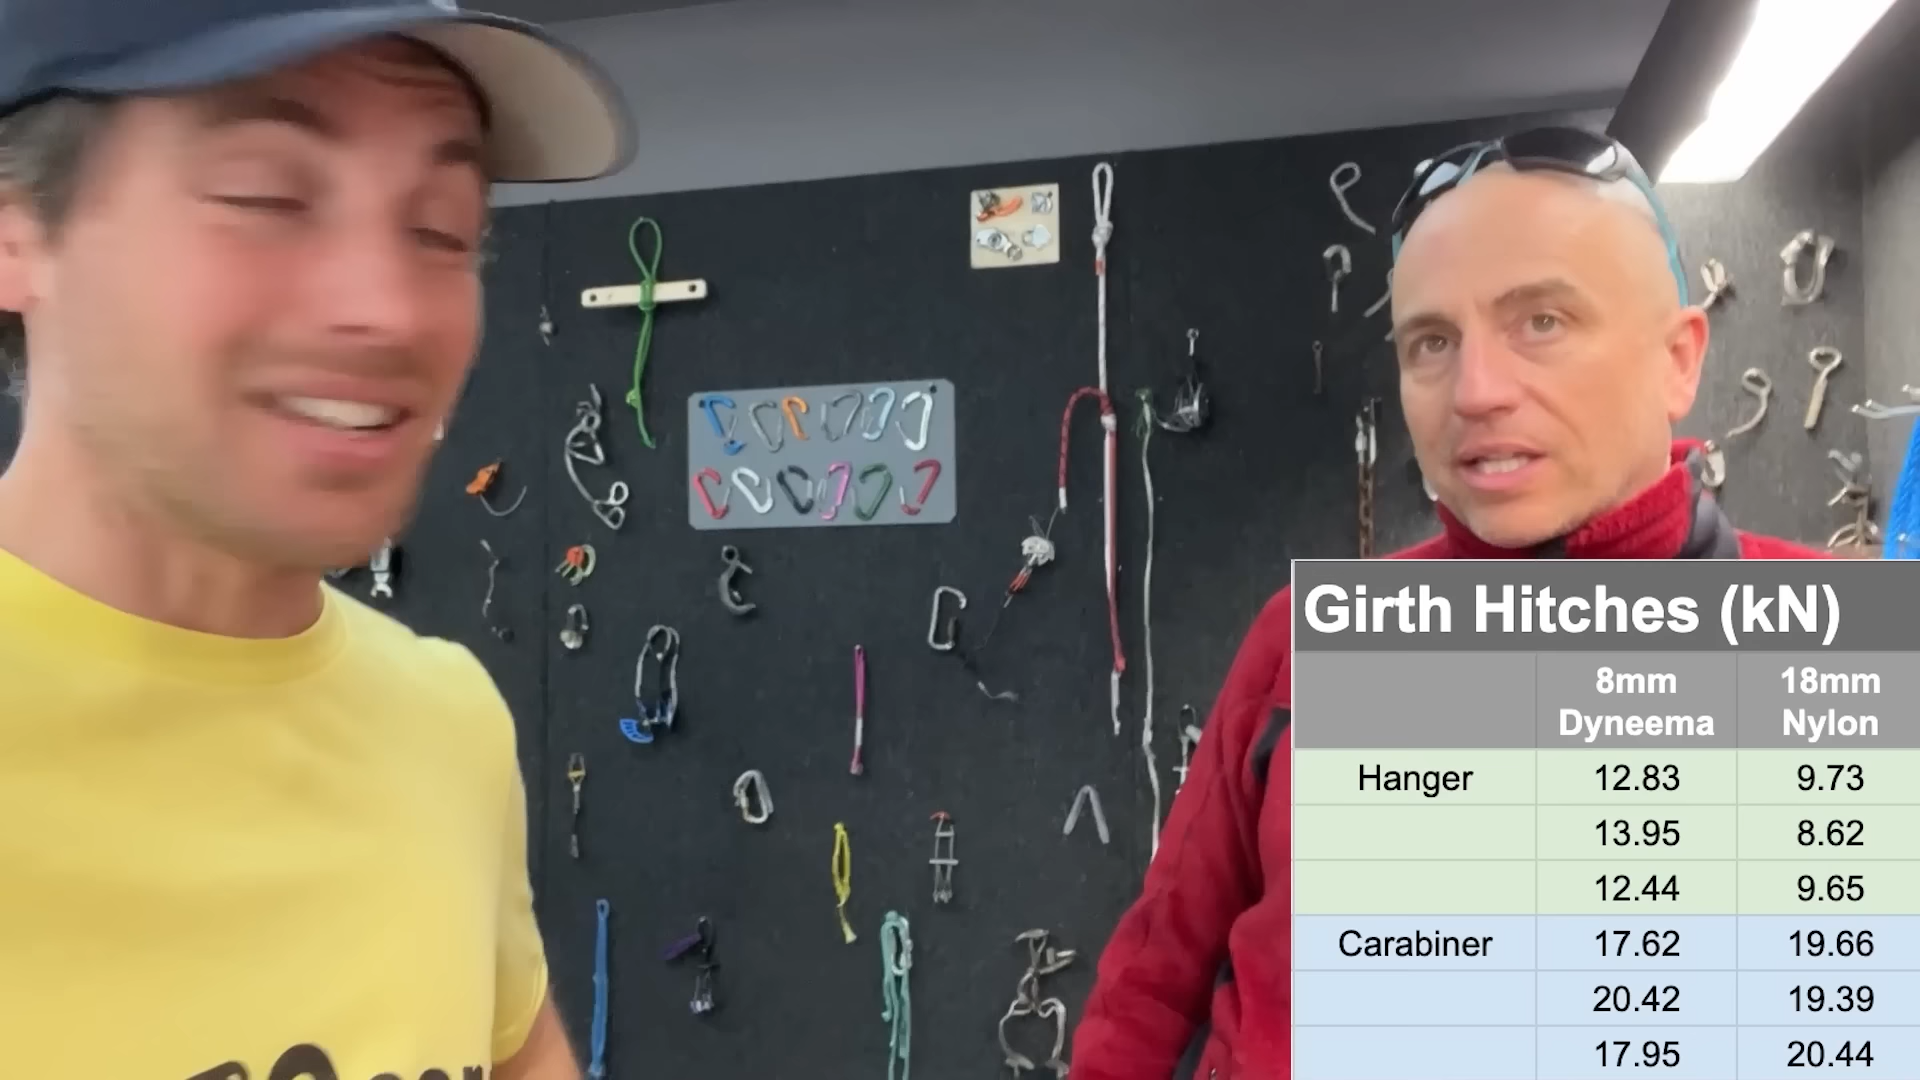 Girth Hitches (kN)
8mm Dyneema 18mm Nylon
Hanger 12.83 9.73
13.95 8.62
12.44 9.65
Carabiner 17.62 19.66
20.42 19.39
17.95 20.44